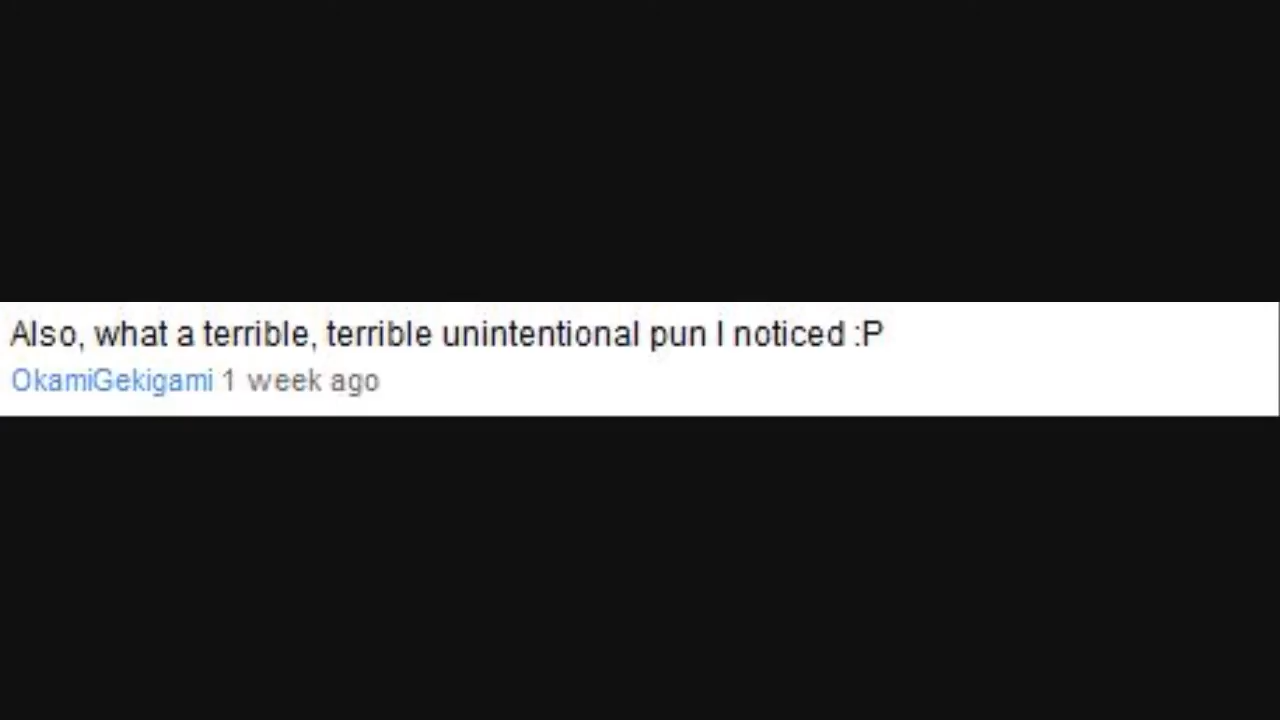 Also, what a terrible, terrible unintentional pun I noticed :P
OkamiGekigami 1 week ago